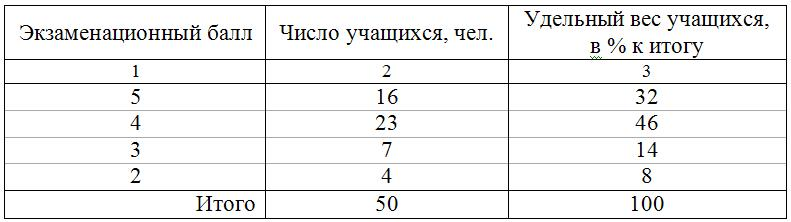 Экзаменационный балл Число учащихся, чел. Удельный вес учащихся,
в % к итогу
1 2 3
5 16 32
4 23 46
3 7 14
2 4 8
Итого 50 100